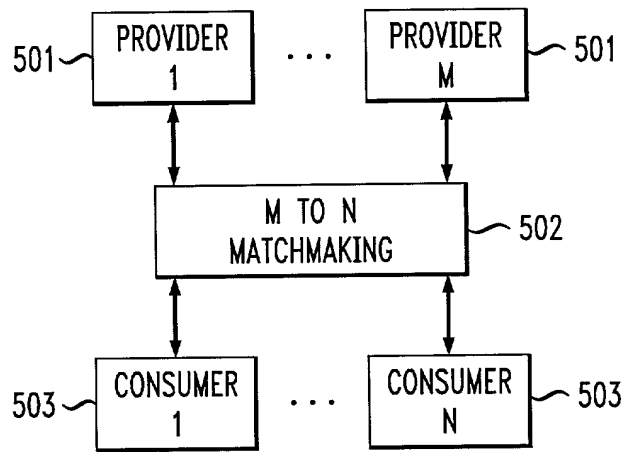 501
PROVIDER
1
...
PROVIDER
M
501
M TO N
MATCHMAKING
502
503
CONSUMER
1
...
CONSUMER
N
503